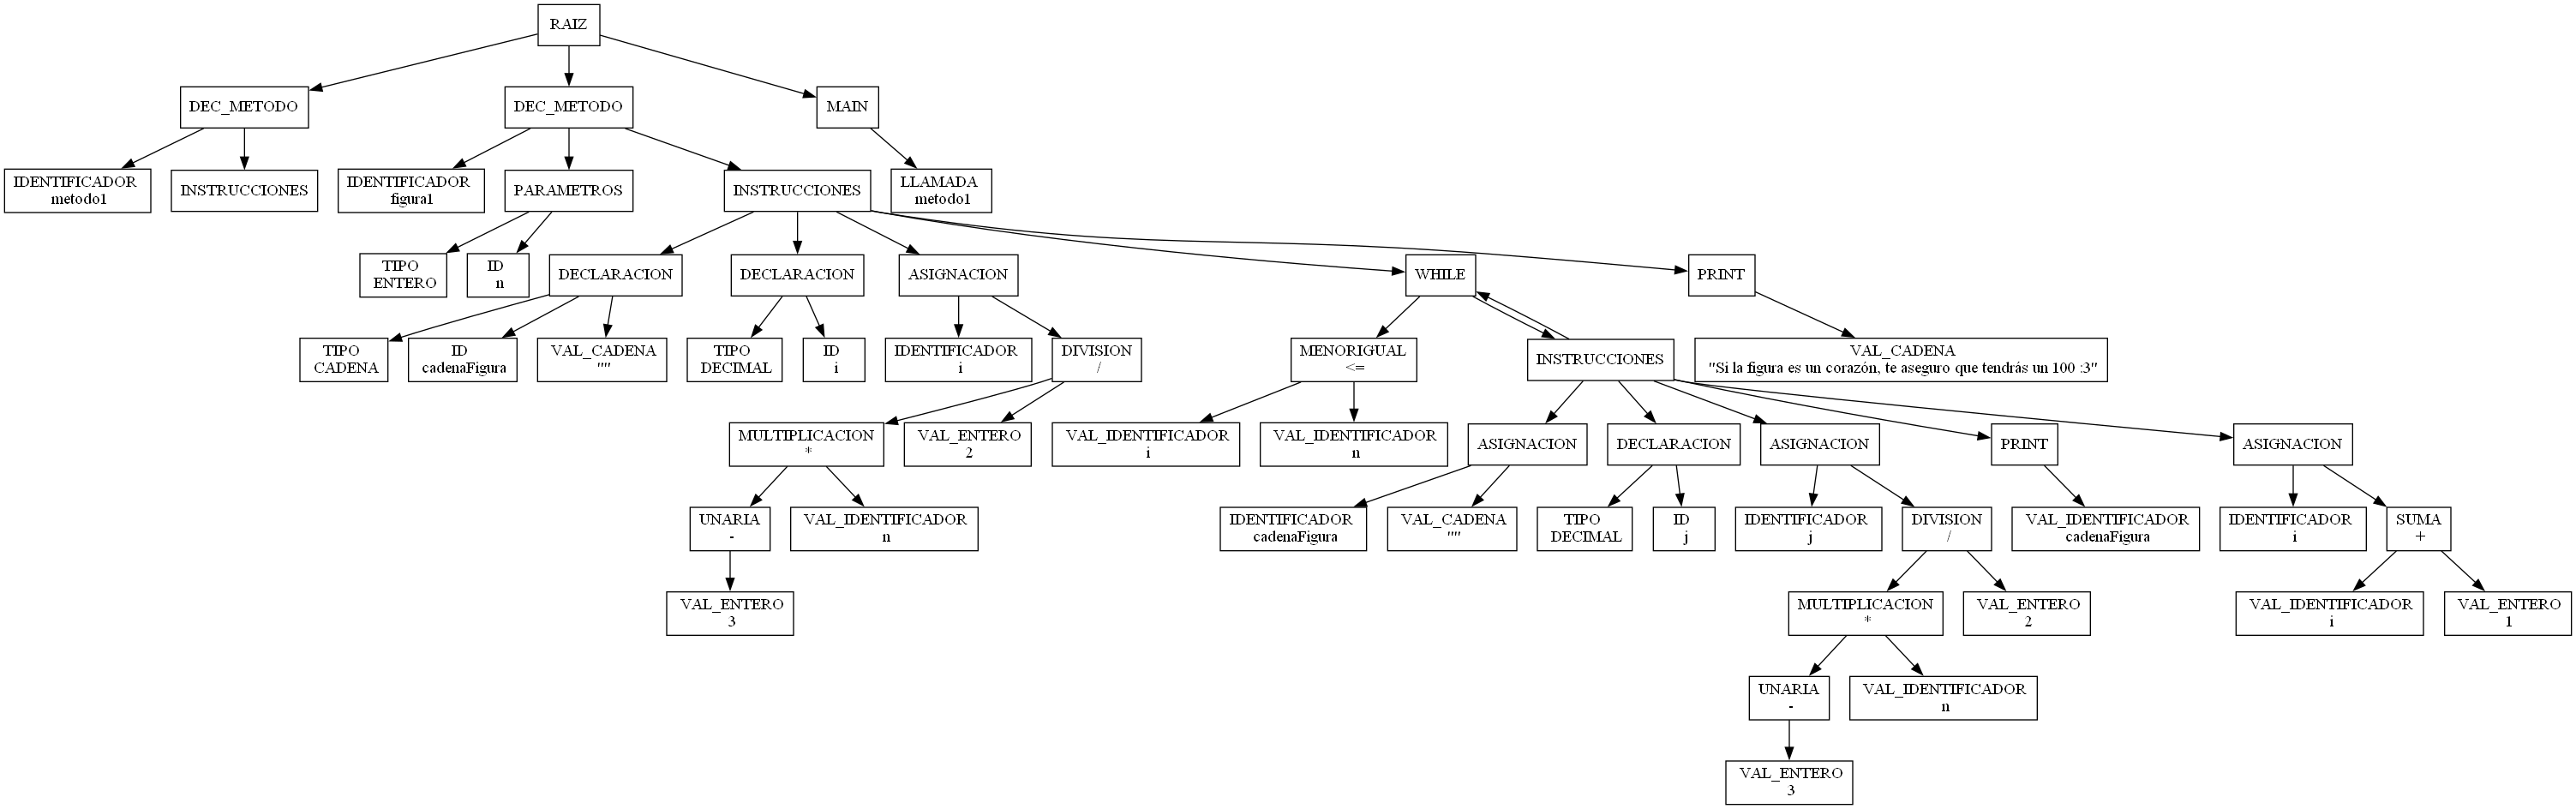 RAIZ
DEC_METODO
DEC_METODO
MAIN
IDENTIFICADOR
metodo1
INSTRUCCIONES
IDENTIFICADOR
figura1
PARAMETROS
INSTRUCCIONES
LLAMADA
metodo1
TIPO
ENTERO
ID
n
DECLARACION
DECLARACION
ASIGNACION
WHILE
PRINT
TIPO
CADENA
ID
cadenaFigura
VAL_CADENA
""
TIPO
DECIMAL
ID
i
IDENTIFICADOR
i
DIVISION
/
MENORIGUAL
<=
INSTRUCCIONES
VAL_CADENA
"Si la figura es un corazón, te aseguro que tendrás un 100 :3"
MULTIPLICACION
*
VAL_ENTERO
2
VAL_IDENTIFICADOR
i
VAL_IDENTIFICADOR
n
ASIGNACION
DECLARACION
ASIGNACION
PRINT
ASIGNACION
UNARIA
-
VAL_IDENTIFICADOR
n
IDENTIFICADOR
cadenaFigura
VAL_CADENA
""
TIPO
DECIMAL
ID
j
IDENTIFICADOR
j
DIVISION
/
VAL_IDENTIFICADOR
cadenaFigura
IDENTIFICADOR
i
SUMA
+
VAL_ENTERO
3
MULTIPLICACION
*
VAL_ENTERO
2
VAL_IDENTIFICADOR
i
VAL_ENTERO
1
UNARIA
-
VAL_IDENTIFICADOR
n
VAL_ENTERO
3